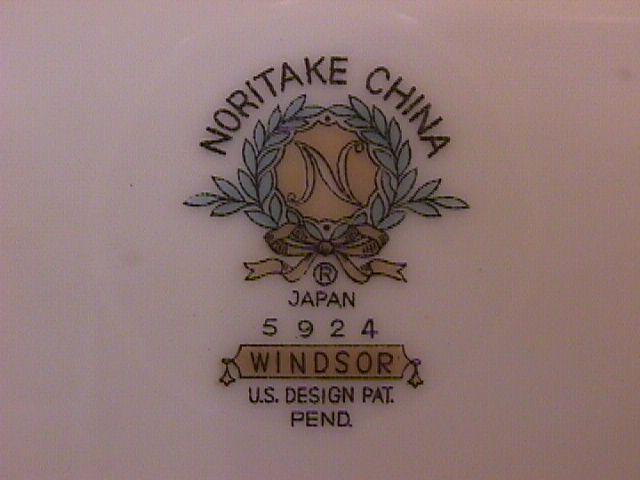 NORITAKE CHINA
N
®
JAPAN
5924
WINDSOR
U.S. DESIGN PAT.
PEND.